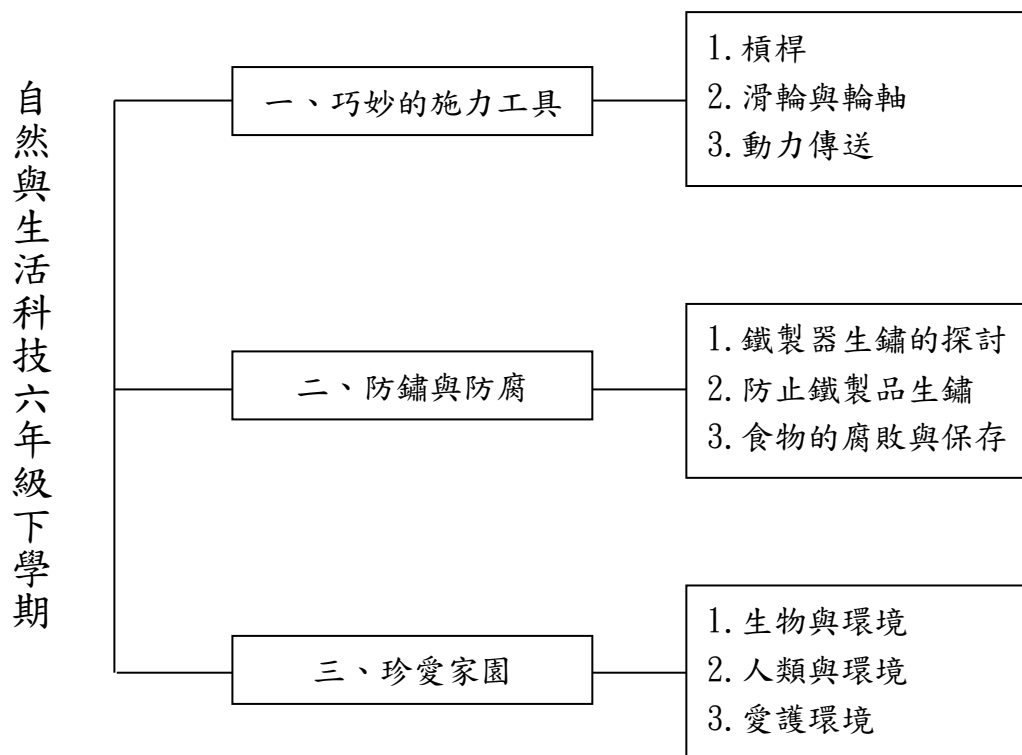 自然與生活科技六年級下學期
一、巧妙的施力工具
1.槓桿
2.滑輪與輪軸
3.動力傳送
二、防鏽與防腐
1.鐵製器生鏽的探討
2.防止鐵製品生鏽
3.食物的腐敗與保存
三、珍愛家園
1.生物與環境
2.人類與環境
3.愛護環境